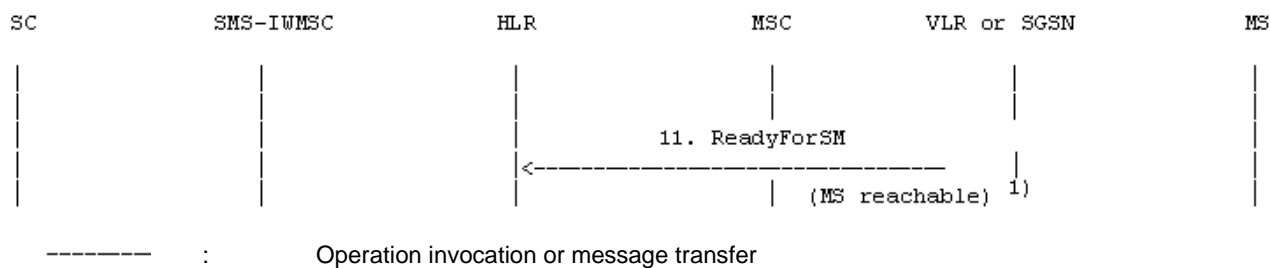 SC SMS-IWMSC HLR MSC VLR or SGSN MS
11. ReadyForSM
(MS reachable) 1)
: Operation invocation or message transfer